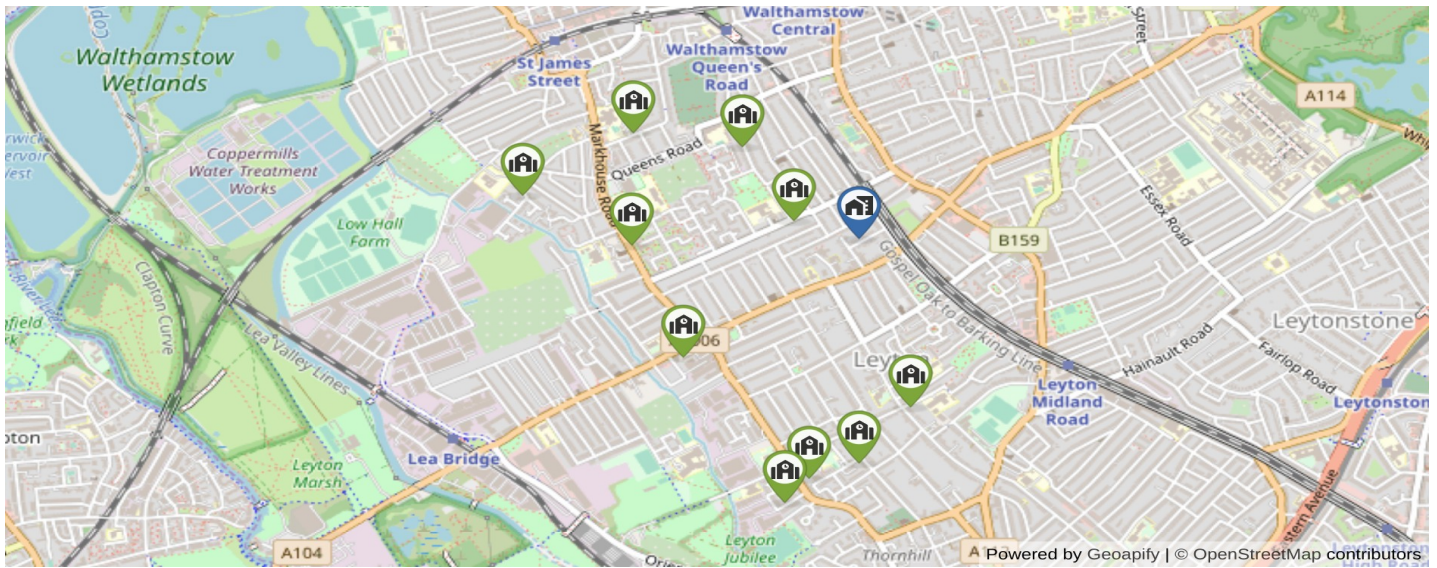 Walthamstow
Central
Walthamstow
Wetlands
Walthamstow
Queen's
Road
St James
Street
A114
Coppermills
Water Treatment
Works
Markhouse Road
Queens Road
Low Hall
Farm
Essex Road
B159
Clapron Curve
Lea Valley Lines
Gospel Oak to Barking Line
Leytonstone
Hainault Road
Fairlop Road
Leyton
Midland
Road
Lea Bridge
Leyton
Marsh
A104
Leyton
Jubilee
Thornhill
Powered by Geoapify | © OpenStreetMap contributors